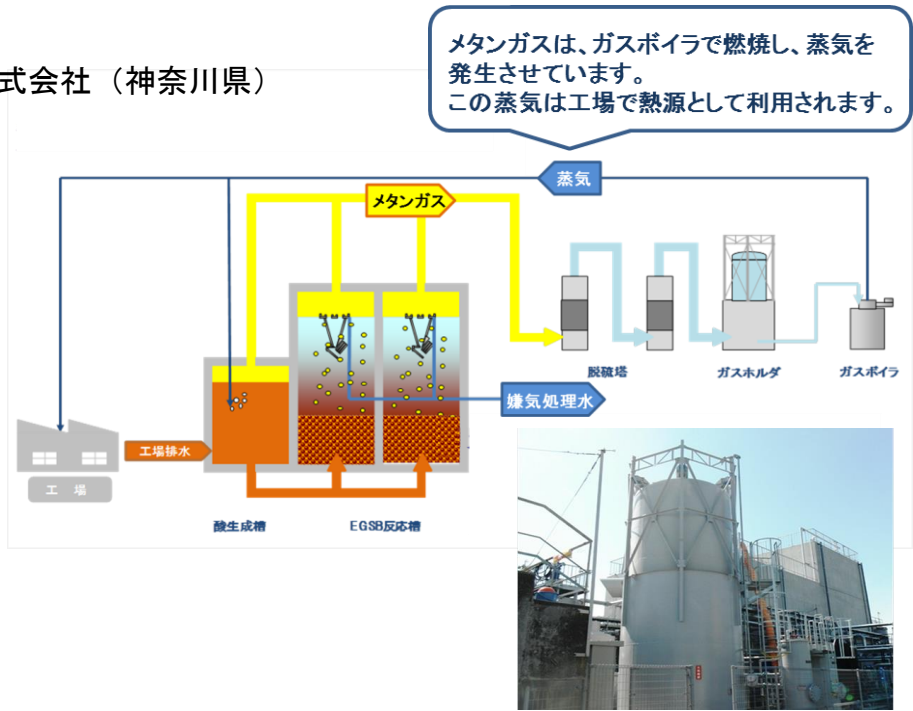 メタンガスは、ガスボイラで燃焼し、蒸気を
発生させています。
この蒸気は工場で熱源として利用されます。
式会社（神奈川県）
蒸気
メタンガス
脱硫塔
ガスホルダ
ガスボイラ
嫌気処理水
工場排水
工 場
酸生成槽
EGSB反応槽